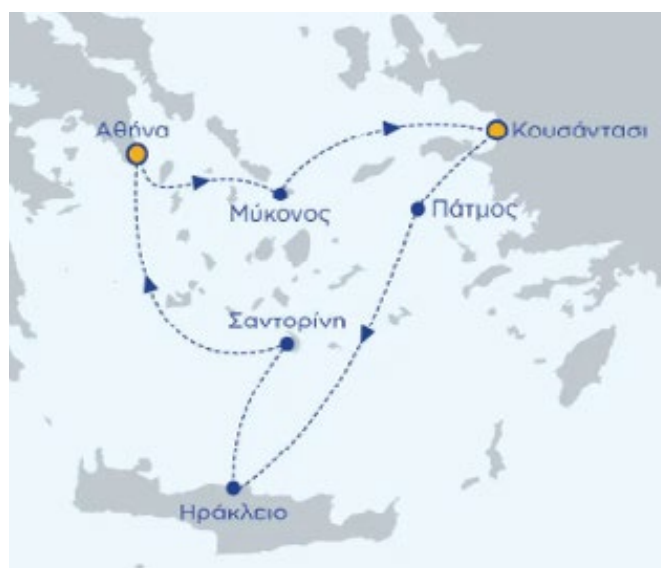 Αθήνα
Κουσάντασι
Μύκονος
Πάτμος
Σαντορίνη
Ηράκλειο